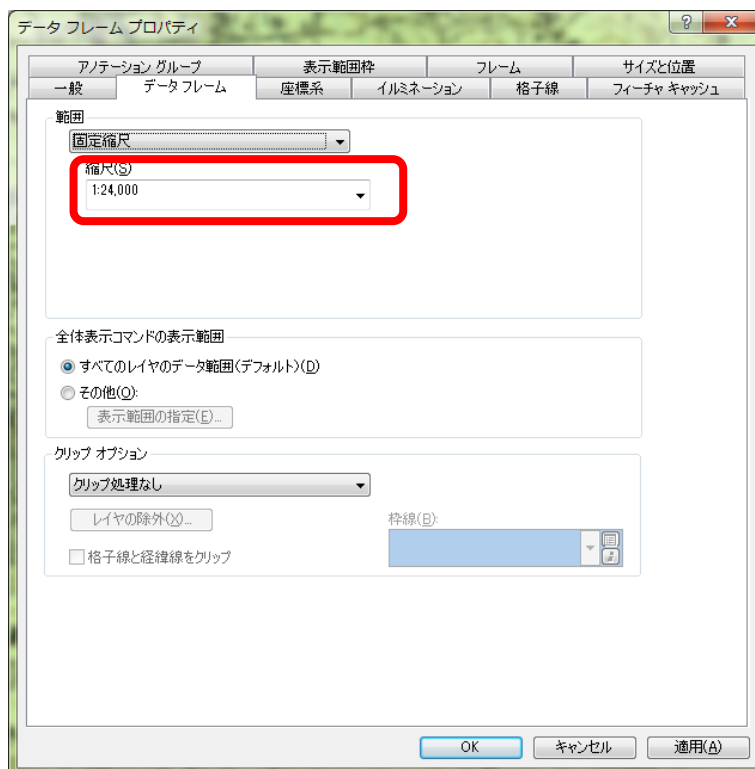 データ フレーム プロパティ
アノテーション グループ 表示範囲枠 フレーム サイズと位置
一般 データ フレーム 座標系 イルミネーション 格子線 フィーチャ キャッシュ
範囲
固定縮尺
縮尺(S)
1:24,000
全体表示コマンドの表示範囲
すべてのレイヤのデータ範囲(デフォルト)(D)
その他(O):
表示範囲の指定(E)...
クリップ オプション
クリップ処理なし
レイヤの除外(X)... 枠線(B):
格子線と経緯線をクリップ
OK キャンセル 適用(A)